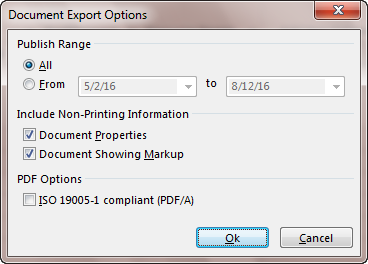 Document Export Options
Publish Range
All
From 5/2/16 to 8/12/16
Include Non-Printing Information
Document Properties
Document Showing Markup
PDF Options
ISO 19005-1 compliant (PDF/A)
Ok Cancel